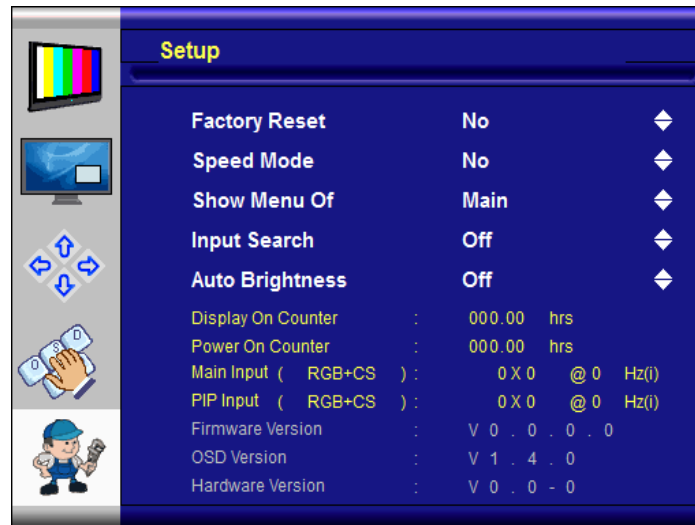 Setup
Factory Reset No
Speed Mode No
Show Menu Of Main
Input Search Off
Auto Brightness Off
Display On Counter : 000.00 hrs
Power On Counter : 000.00 hrs
Main Input ( RGB+CS ) : 0 X 0 @ 0 Hz(i)
PIP Input ( RGB+CS ) : 0 X 0 @ 0 Hz(i)
Firmware Version : V 0 . 0 . 0 . 0
OSD Version : V 1 . 4 . 0
Hardware Version : V 0 . 0 - 0
O S D